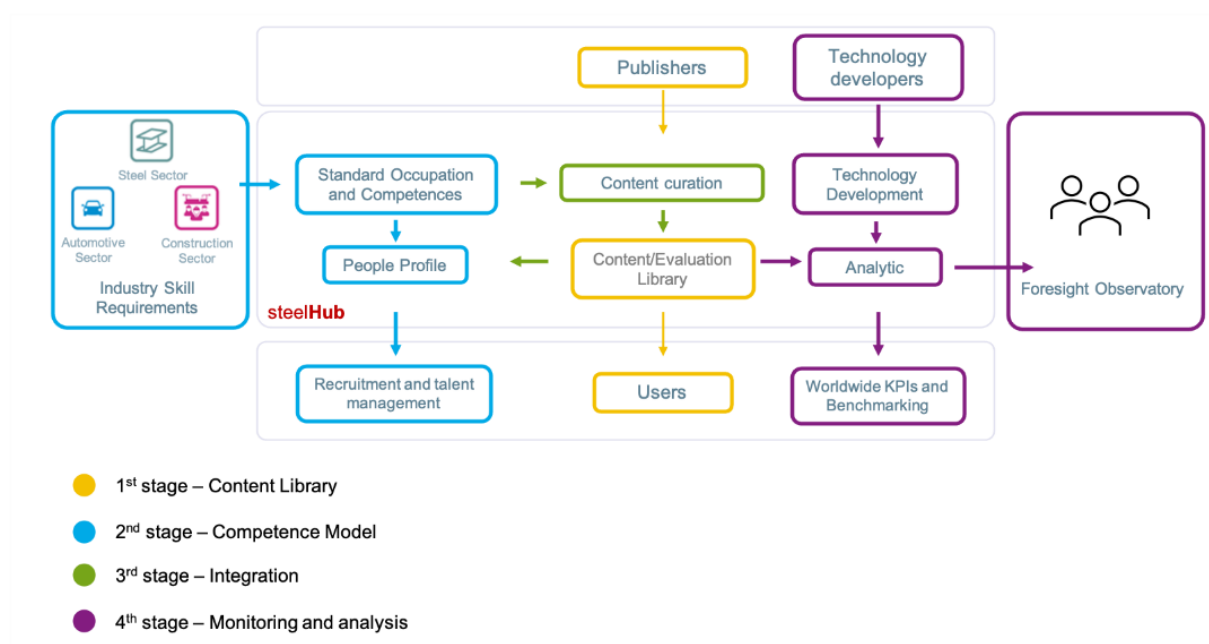 Publishers
Technology
developers
Steel Sector
Automotive
Sector
Construction
Sector
Industry Skill
Requirements
Standard Occupation
and Competences
Content curation
Technology
Development
People Profile
Content/Evaluation
Library
Analytic
Foresight Observatory
steelHub
Recruitment and talent
management
Users
Worldwide KPIs and
Benchmarking
1st stage – Content Library
2nd stage – Competence Model
3rd stage – Integration
4th stage – Monitoring and analysis